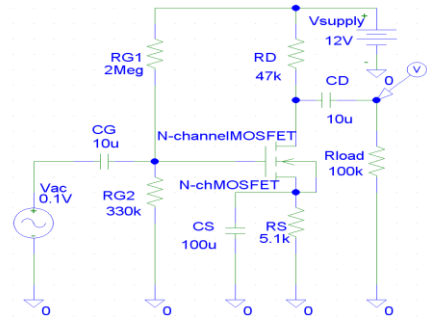 Vsupply
12V
RG1
2Meg
RD
47k
CD
10u
0
V
CG
10u
N-channelMOSFET
Rload
100k
Vac
0.1V
RG2
330k
N-chMOSFET
CS
100u
RS
5.1k
0
0
0
0
0